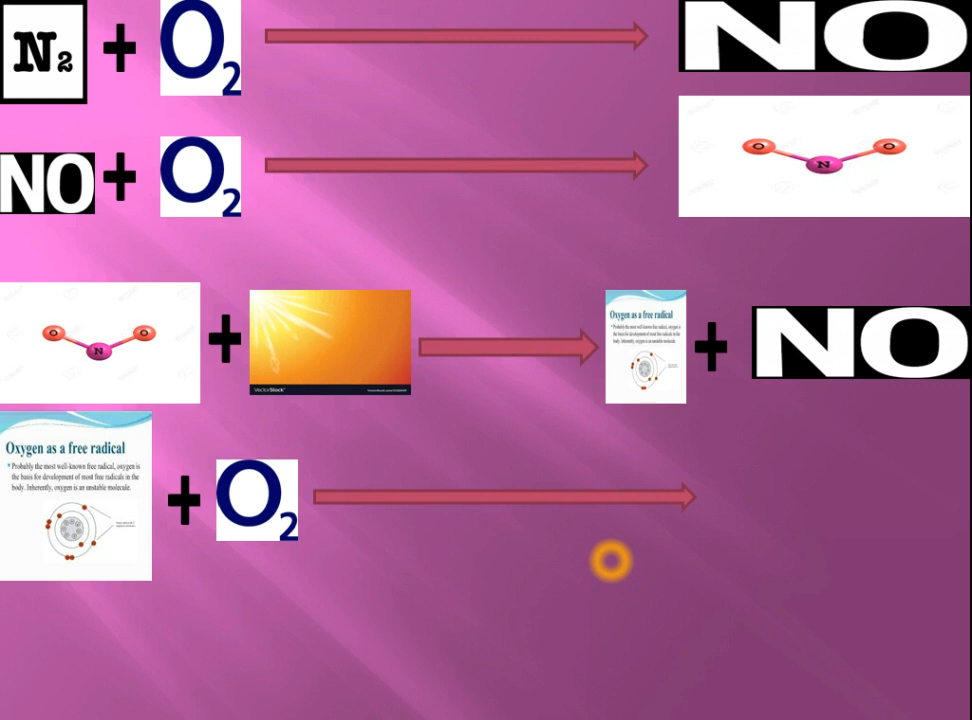 N2 + O2 NO
NO + O2
O N O
O N O + + NO
VectorStock
Oxygen as a free radical
Probably the most well-known free radical, oxygen is
the basis for development of most free radicals in the
body. Inherently, oxygen is an unstable molecule.
Oxygen as a free radical
* Probably the most well-known free radical, oxygen is
the basis for development of most free radicals in the
body. Inherently, oxygen is an unstable molecule.
+ O2